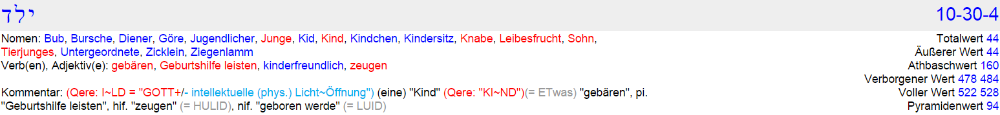 ילד 10-30-4
Nomen: Bub, Bursche, Diener, Göre, Jugendlicher, Junge, Kid, Kind, Kindchen, Kindersitz, Knabe, Leibesfrucht, Sohn, Totalwert 44
Tierjunges, Untergeordnete, Zicklein, Ziegenlamm Äußerer Wert 44
Verb(en), Adjektiv(e): gebären, Geburtshilfe leisten, kinderfreundlich, zeugen Athbaschwert 160
Verborgener Wert 478 484
Kommentar: (Qere: I~LD = "GOTT+/- intellektuelle (phys.) Licht~Öffnung") (eine) "Kind" (Qere: "KI~ND")(= ETwas) "gebären", pi. Voller Wert 522 528
"Geburtshilfe leisten", hif. "zeugen" (= HULID), nif. "geboren werde" (= LUID) Pyramidenwert 94